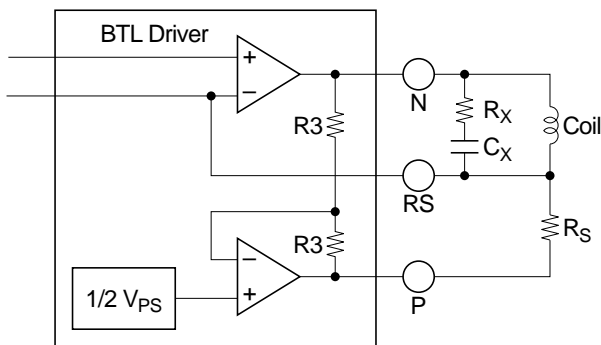 BTL Driver
+
−
N
R3
RX
CX
Coil
RS
R3
RS
−
+
1/2 VPS
P